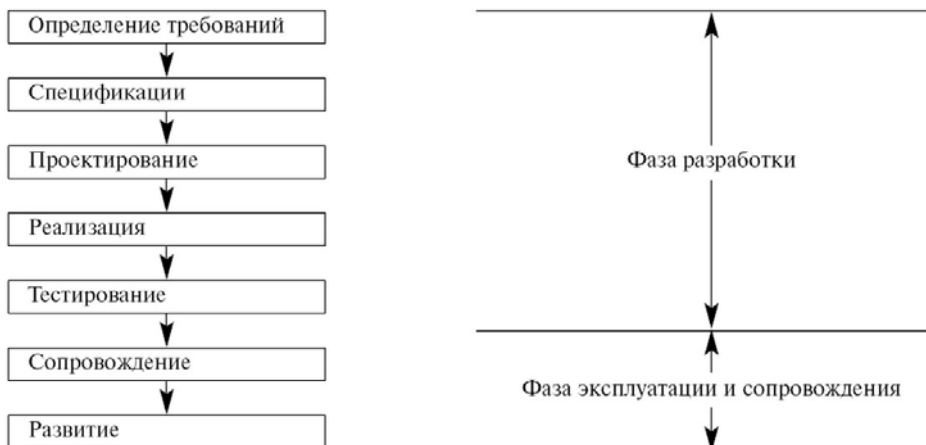 Определение требований
Спецификации
Проектирование
Реализация
Тестирование
Сопровождение
Развитие
Фаза разработки
Фаза эксплуатации и сопровождения